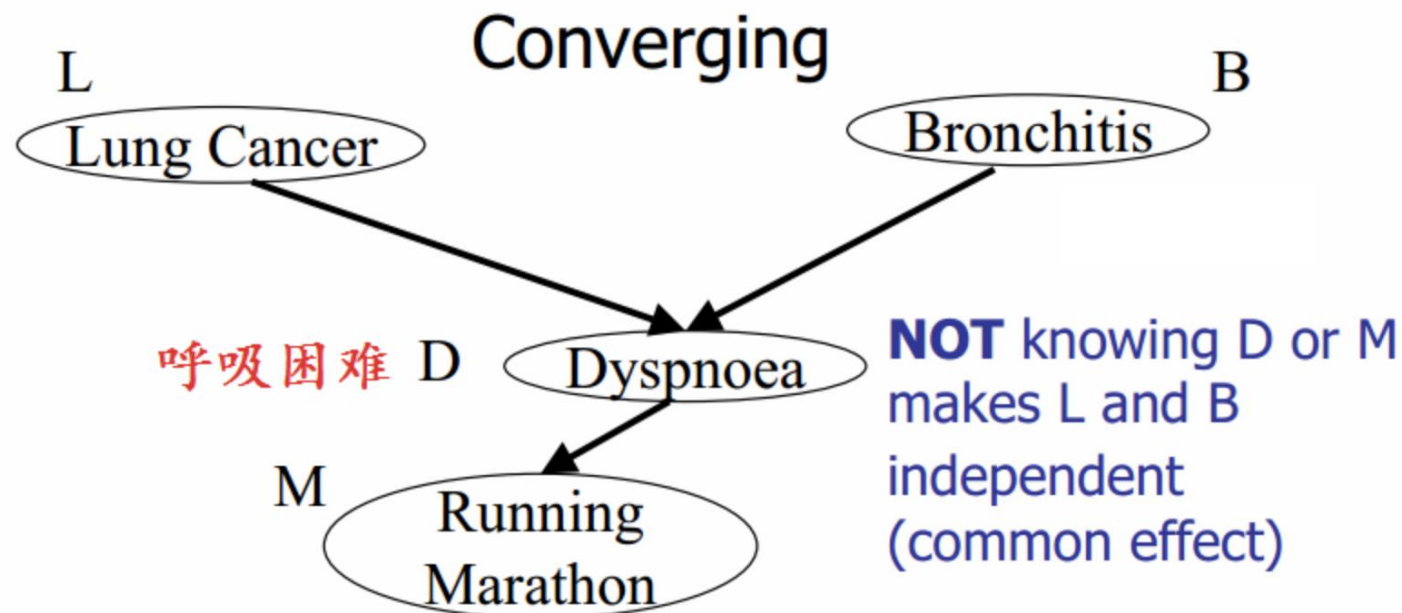 Converging
L
Lung Cancer
B
Bronchitis
呼吸困难 D
Dyspnoea
NOT knowing D or M
makes L and B
independent
(common effect)
M
Running
Marathon